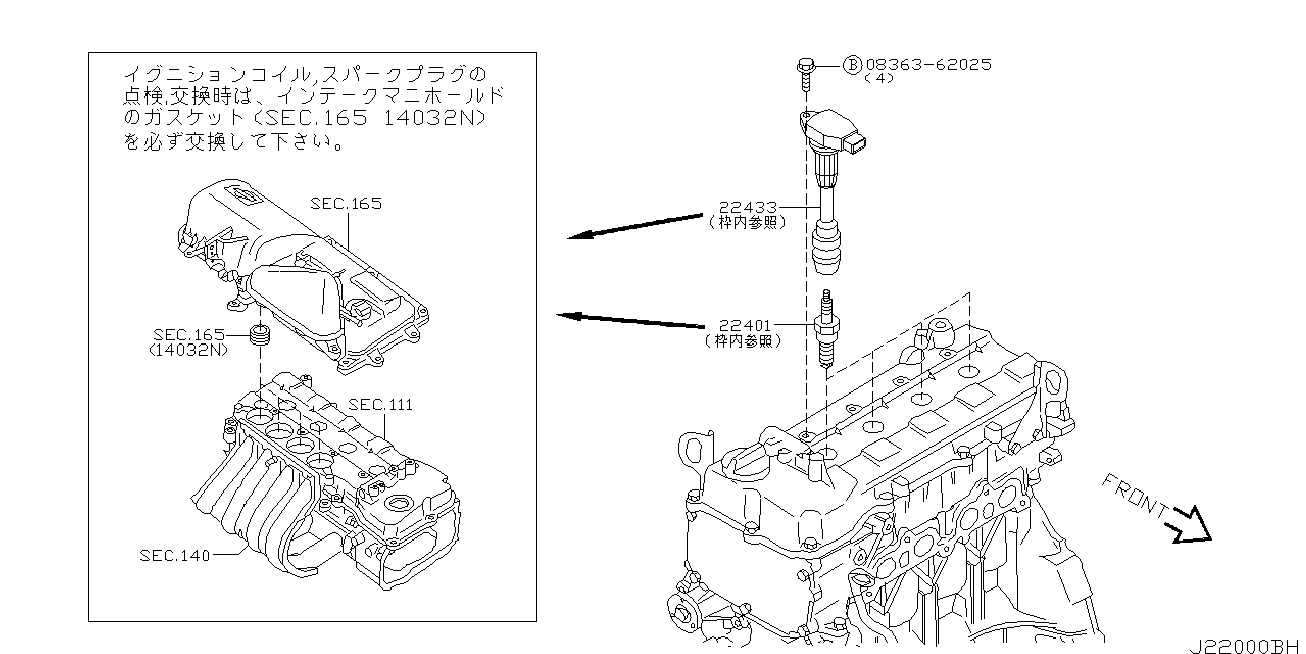 イグニションコイル,スパークプラグの
点検,交換時は、インテークマニホールド
のガスケット（SEC.165 14032N）
を必ず交換して下さい。
SEC.165
SEC.165
(14032N)
SEC.111
SEC.140
Ⓑ08363-62025
(4)
22433
(枠内参照)
22401
(枠内参照)
FRONT
J22000BH